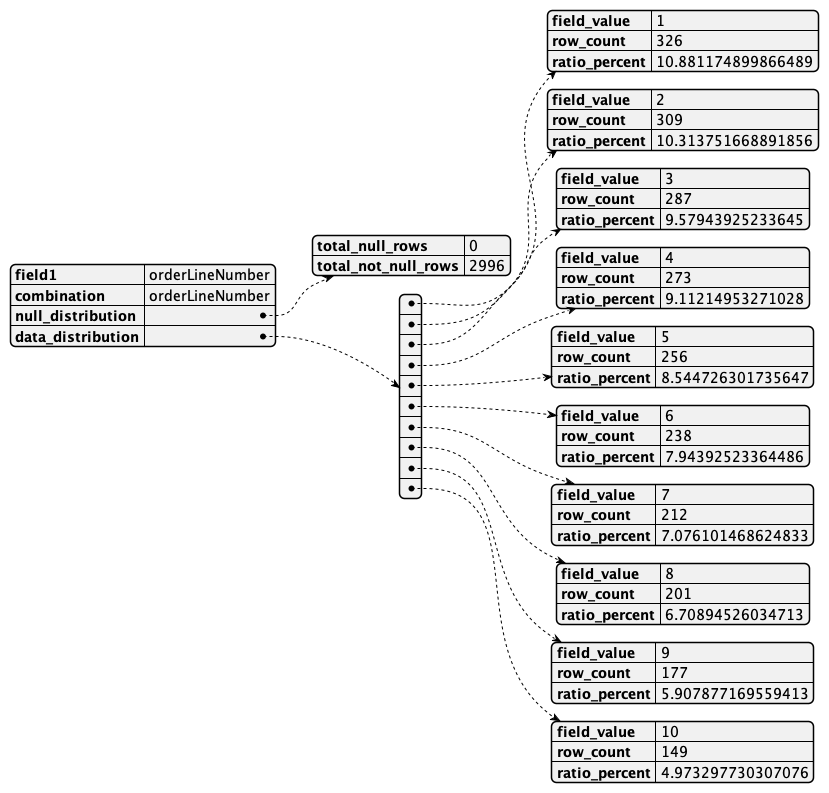 field1 orderLineNumber
combination orderLineNumber
null_distribution
data_distribution
total_null_rows 0
total_not_null_rows 2996
field_value 1
row_count 326
ratio_percent 10.881174899866489
field_value 2
row_count 309
ratio_percent 10.313751668891856
field_value 3
row_count 287
ratio_percent 9.57943925233645
field_value 4
row_count 273
ratio_percent 9.11214953271028
field_value 5
row_count 256
ratio_percent 8.544726301735647
field_value 6
row_count 238
ratio_percent 7.94392523364486
field_value 7
row_count 212
ratio_percent 7.076101468624833
field_value 8
row_count 201
ratio_percent 6.70894526034713
field_value 9
row_count 177
ratio_percent 5.907877169559413
field_value 10
row_count 149
ratio_percent 4.973297730307076